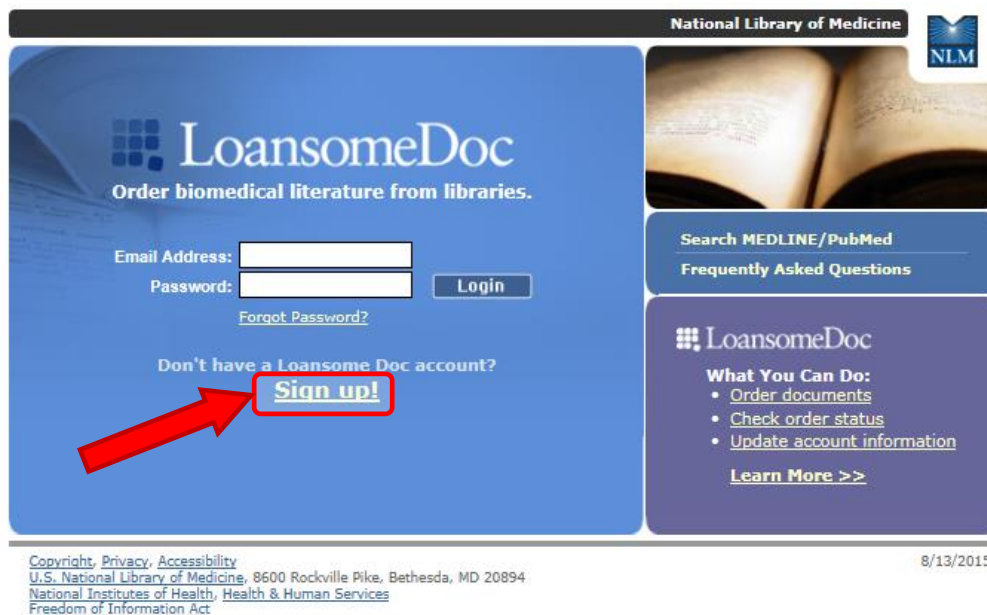 National Library of Medicine
NLM
LoansomeDoc
Order biomedical literature from libraries.
Email Address:
Password:
Login
Forgot Password?
Don't have a Loansome Doc account?
Sign up!
Search MEDLINE/PubMed
Frequently Asked Questions
LoansomeDoc
What You Can Do:
• Order documents
• Check order status
• Update account information
Learn More >>
Copyright, Privacy, Accessibility
U.S. National Library of Medicine, 8600 Rockville Pike, Bethesda, MD 20894
National Institutes of Health, Health & Human Services
Freedom of Information Act
8/13/2015